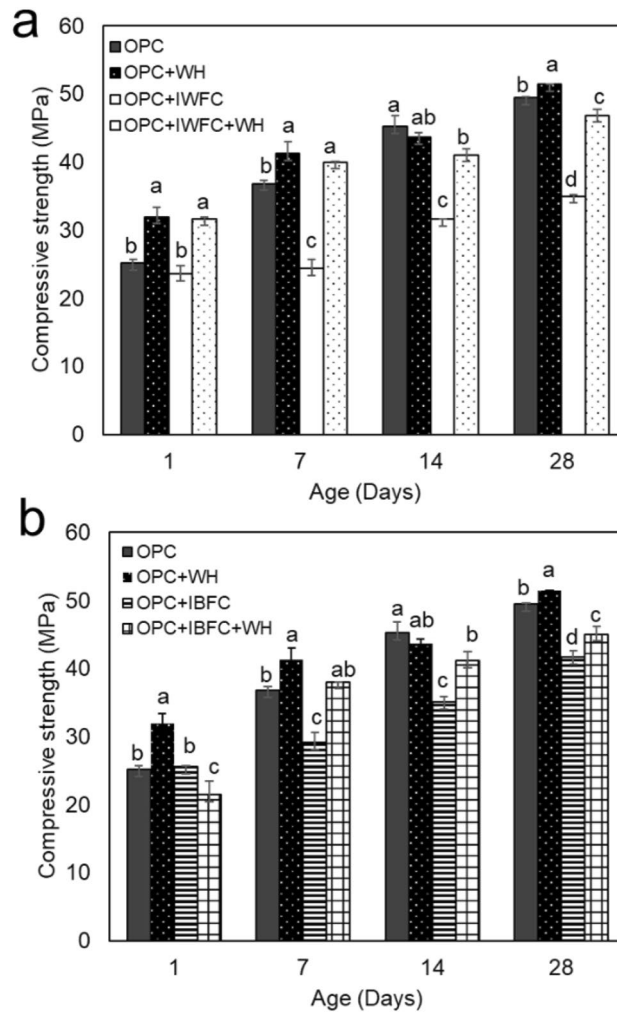 a
Compressive strength (MPa)
60
50
40
30
20
10
0
OPC
OPC+WH
OPC+IWFC
OPC+IWFC+WH
b a b a
b a c a
a ab c b
b a d c
1 7 14 28
Age (Days)
b
Compressive strength (MPa)
60
50
40
30
20
10
0
OPC
OPC+WH
OPC+IBFC
OPC+IBFC+WH
b a b c
b a c ab
a ab c b
b a d c
1 7 14 28
Age (Days)